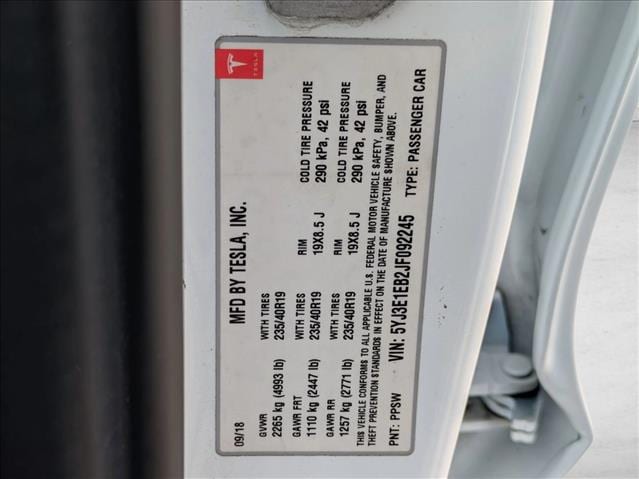 TESLA
09/18 MFD BY TESLA, INC.
GVWR WITH TIRES
2265 kg (4993 lb) 235/40R19
GAWR FRT WITH TIRES RIM COLD TIRE PRESSURE
1110 kg (2447 lb) 235/40R19 19X8.5 J 290 kPa, 42 psi
GAWR RR WITH TIRES RIM COLD TIRE PRESSURE
1257 kg (2771 lb) 235/40R19 19X8.5 J 290 kPa, 42 psi
THIS VEHICLE CONFORMS TO ALL APPLICABLE U.S. FEDERAL MOTOR VEHICLE SAFETY, BUMPER, AND
THEFT PREVENTION STANDARDS IN EFFECT ON THE DATE OF MANUFACTURE SHOWN ABOVE.
PNT: PPSW VIN: 5YJ3E1EB2JF092245 TYPE: PASSENGER CAR